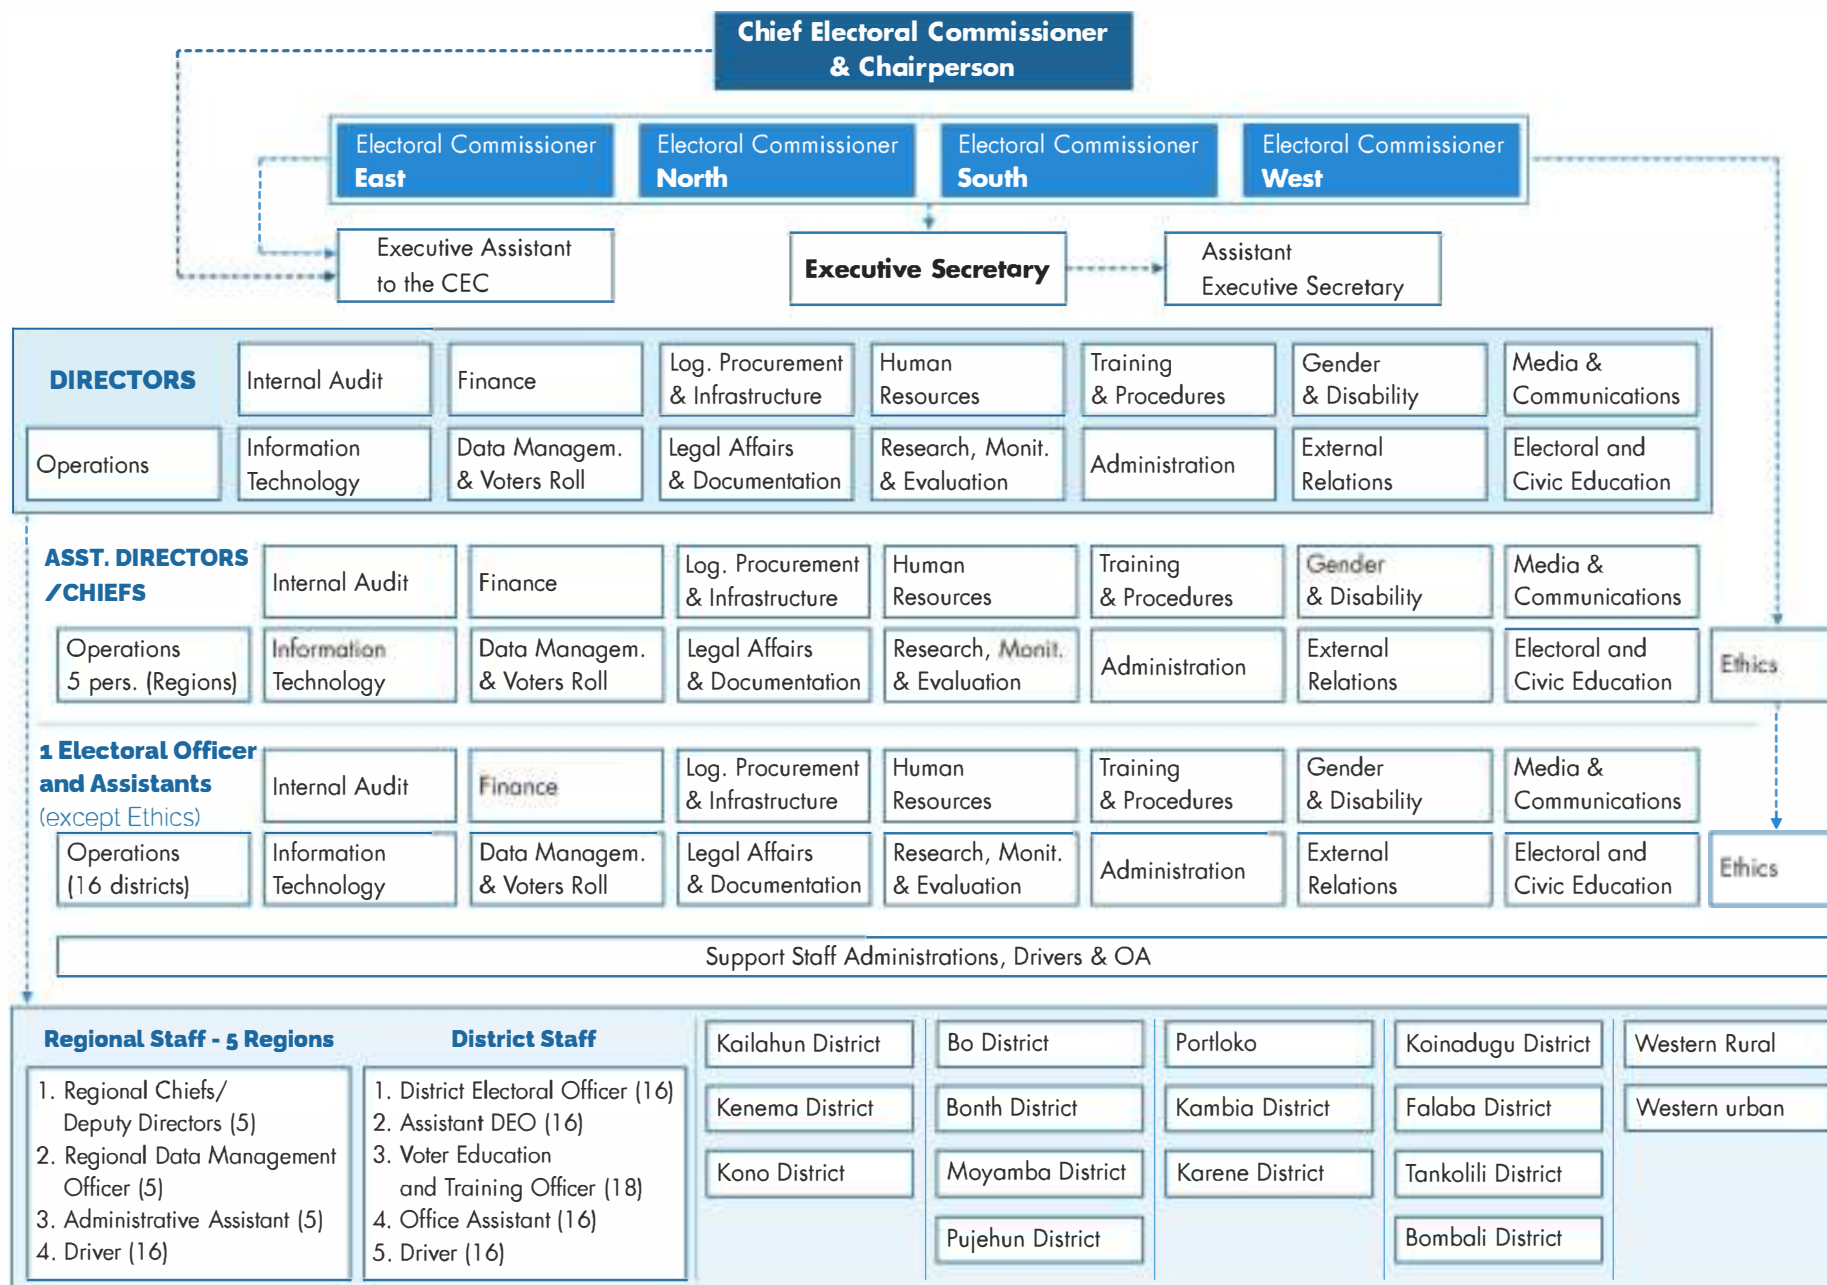 Chief Electoral Commissioner
& Chairperson
Electoral Commissioner
East
Electoral Commissioner
North
Electoral Commissioner
South
Electoral Commissioner
West
Executive Assistant
to the CEC
Executive Secretary
Assistant
Executive Secretary
DIRECTORS
Internal Audit
Finance
Log. Procurement
& Infrastructure
Human
Resources
Training
& Procedures
Gender
& Disability
Media &
Communications
Operations
Information
Technology
Data Managem.
& Voters Roll
Legal Affairs
& Documentation
Research, Monit.
& Evaluation
Administration
External
Relations
Electoral and
Civic Education
ASST. DIRECTORS
/CHIEFS
Internal Audit
Finance
Log. Procurement
& Infrastructure
Human
Resources
Training
& Procedures
Gender
& Disability
Media &
Communications
Operations
5 pers. (Regions)
Information
Technology
Data Managem.
& Voters Roll
Legal Affairs
& Documentation
Research, Monit.
& Evaluation
Administration
External
Relations
Electoral and
Civic Education
Ethics
1 Electoral Officer
and Assistants
(except Ethics)
Internal Audit
Finance
Log. Procurement
& Infrastructure
Human
Resources
Training
& Procedures
Gender
& Disability
Media &
Communications
Operations
(16 districts)
Information
Technology
Data Managem.
& Voters Roll
Legal Affairs
& Documentation
Research, Monit.
& Evaluation
Administration
External
Relations
Electoral and
Civic Education
Ethics
Support Staff Administrations, Drivers & OA
Regional Staff - 5 Regions
1. Regional Chiefs/
Deputy Directors (5)
2. Regional Data Management
Officer (5)
3. Administrative Assistant (5)
4. Driver (16)
District Staff
1. District Electoral Officer (16)
2. Assistant DEO (16)
3. Voter Education
and Training Officer (18)
4. Office Assistant (16)
5. Driver (16)
Kailahun District
Kenema District
Kono District
Bo District
Bonth District
Moyamba District
Pujehun District
Portloko
Kambia District
Karene District
Koinadugu District
Falaba District
Tankolili District
Bombali District
Western Rural
Western urban